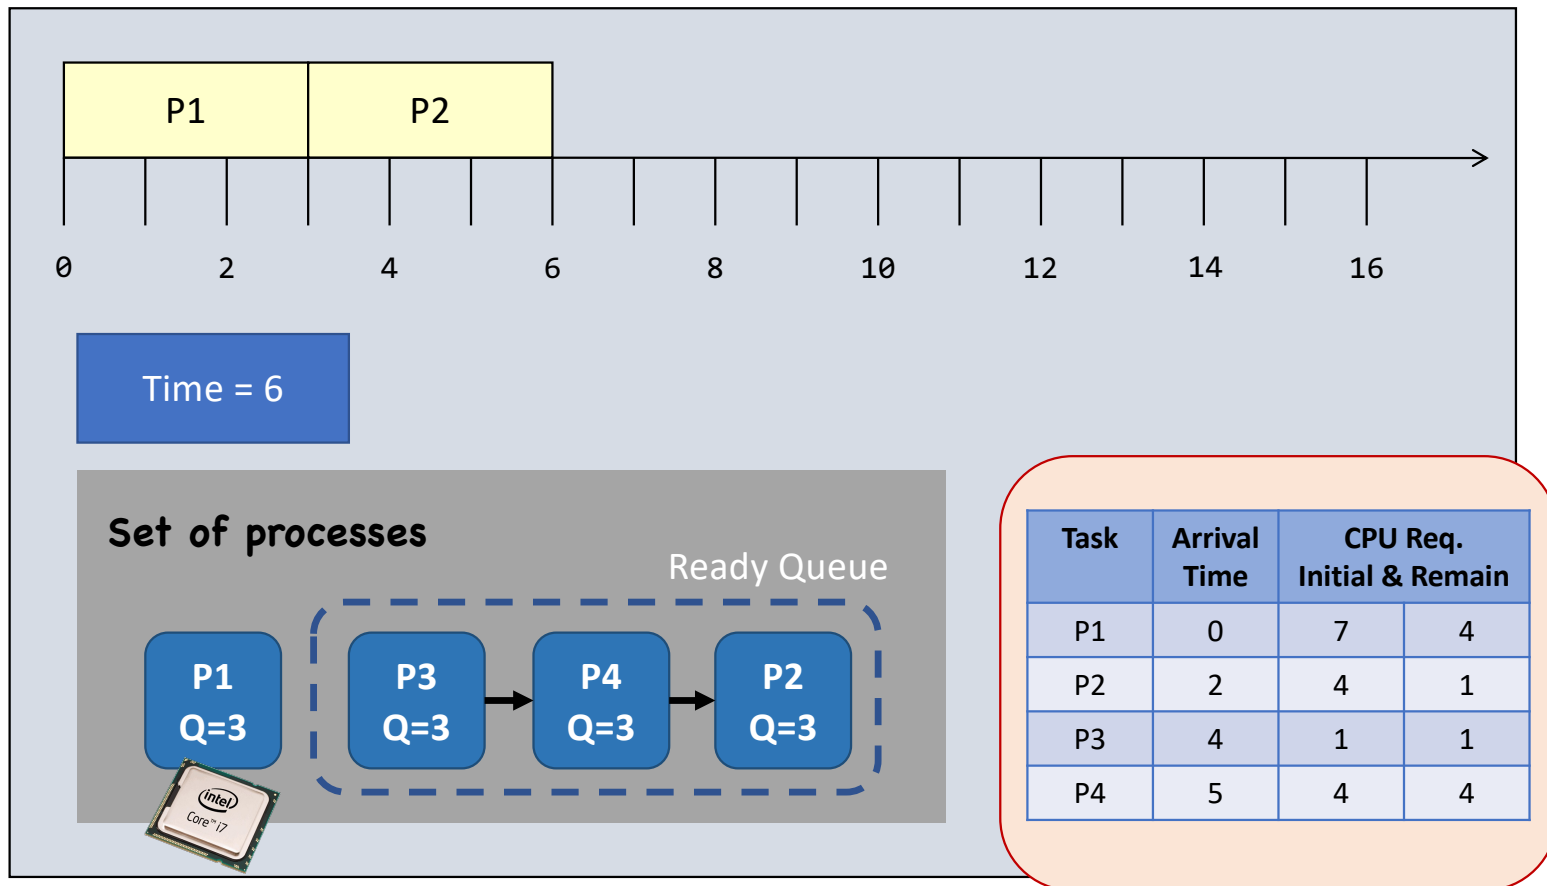 P1 P2
0 2 4 6 8 10 12 14 16
Time = 6
Set of processes
Ready Queue
P1 P3 P4 P2
Q=3 Q=3 Q=3 Q=3
intel
Core™ i7
Task Arrival CPU Req.
Time Initial & Remain
P1 0 7 4
P2 2 4 1
P3 4 1 1
P4 5 4 4